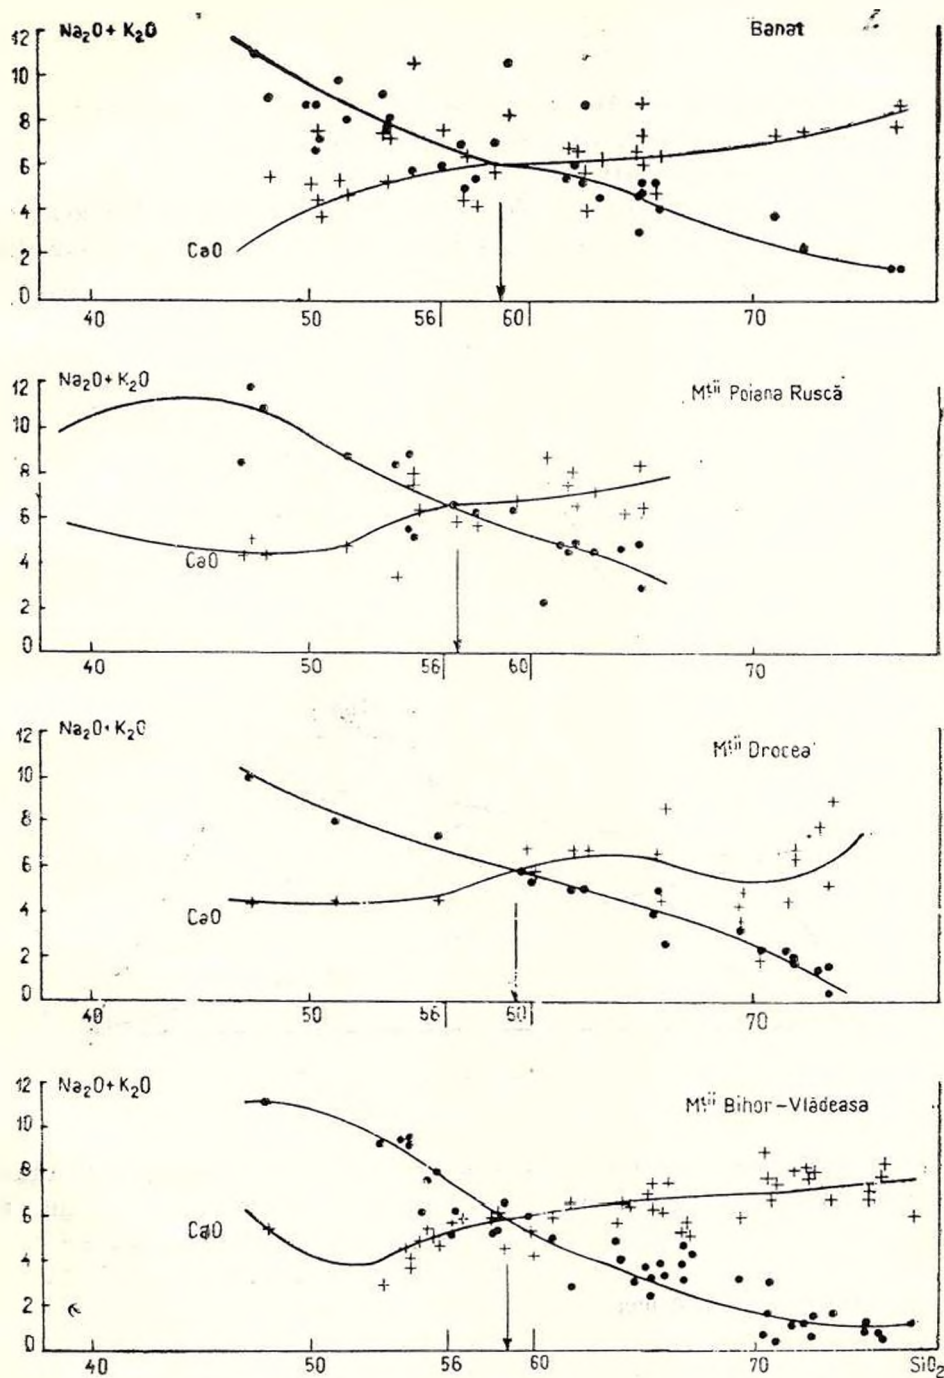 Na₂O + K₂O
Banat
12
10
8
6
4
2
0
CaO
40 50 56 60 70
Na₂O + K₂O
Mții Poiana Ruscă
12
10
8
6
4
2
0
CaO
40 50 56 60 70
Na₂O + K₂O
Mții Drocea
12
10
8
6
4
2
0
CaO
40 50 56 60 70
Na₂O + K₂O
Mții Bihor – Vlădeasa
12
10
8
6
4
2
0
CaO
40 50 56 60 70 SiO₂